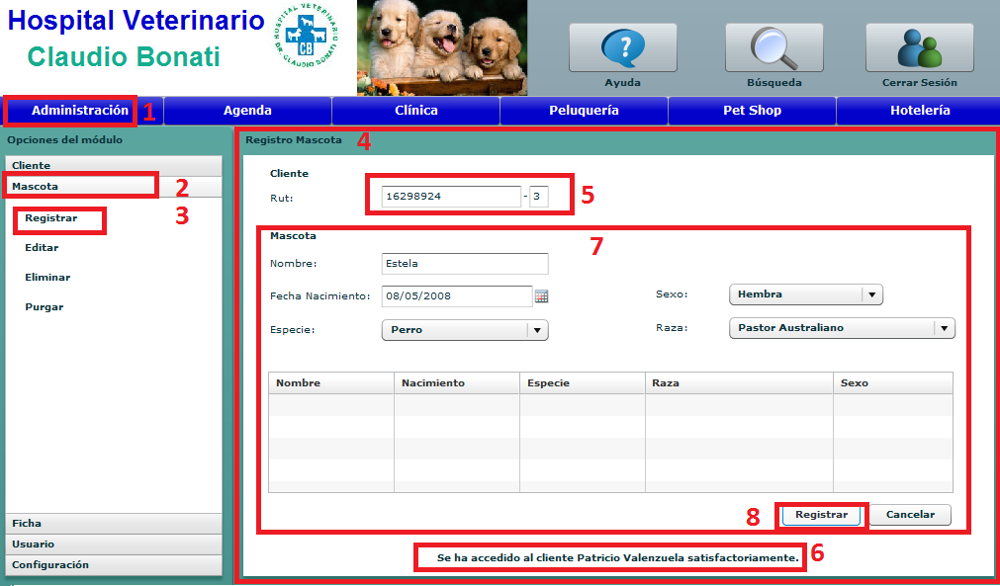 Hospital Veterinario
Claudio Bonati
HOSPITAL VETERINARIO
DR. CLAUDIO BONATI
CB
?
Ayuda
Búsqueda
Cerrar Sesión
Administración 1 Agenda Clínica Peluquería Pet Shop Hotelería
Opciones del módulo
Cliente
Mascota 2
Registrar 3
Editar
Eliminar
Purgar
Ficha
Usuario
Configuración
Registro Mascota 4
Cliente
Rut: 16298924 - 3 5
Mascota 7
Nombre: Estela
Fecha Nacimiento: 08/05/2008 Sexo: Hembra
Especie: Perro Raza: Pastor Australiano
Nombre Nacimiento Especie Raza Sexo
8 Registrar Cancelar
Se ha accedido al cliente Patricio Valenzuela satisfactoriamente. 6